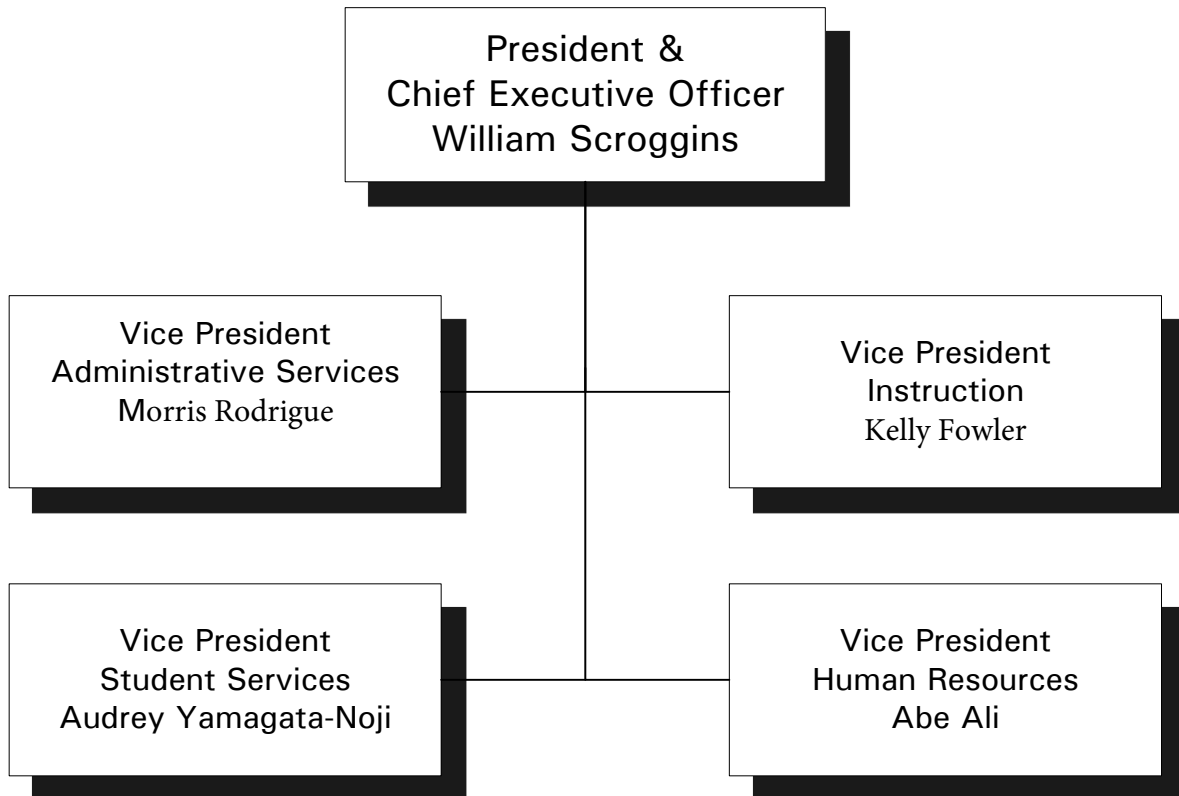 President &
Chief Executive Officer
William Scroggins
Vice President
Administrative Services
Morris Rodrigue
Vice President
Instruction
Kelly Fowler
Vice President
Student Services
Audrey Yamagata-Noji
Vice President
Human Resources
Abe Ali